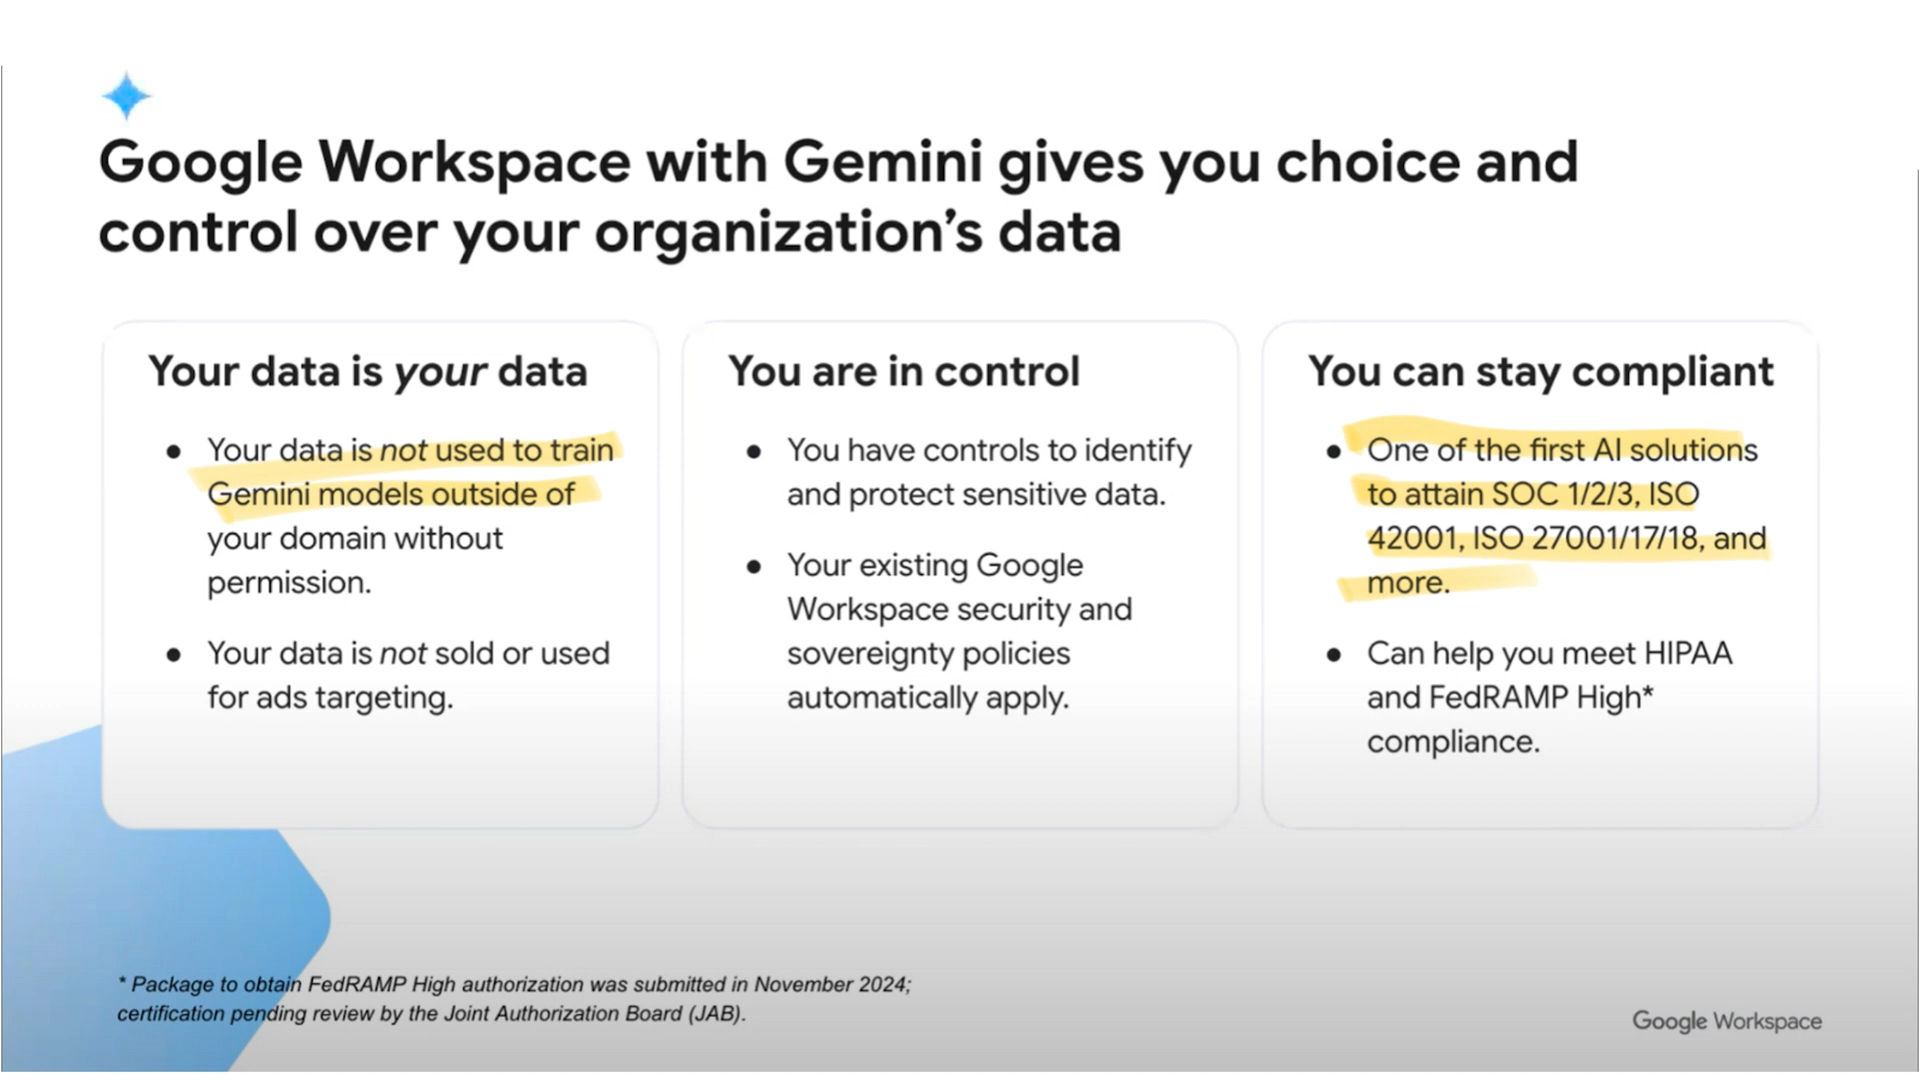 Google Workspace with Gemini gives you choice and
control over your organization’s data
Your data is your data
● Your data is not used to train
Gemini models outside of
your domain without
permission.
● Your data is not sold or used
for ads targeting.
You are in control
● You have controls to identify
and protect sensitive data.
● Your existing Google
Workspace security and
sovereignty policies
automatically apply.
You can stay compliant
● One of the first AI solutions
to attain SOC 1/2/3, ISO
42001, ISO 27001/17/18, and
more.
● Can help you meet HIPAA
and FedRAMP High*
compliance.
* Package to obtain FedRAMP High authorization was submitted in November 2024;
certification pending review by the Joint Authorization Board (JAB).
Google Workspace